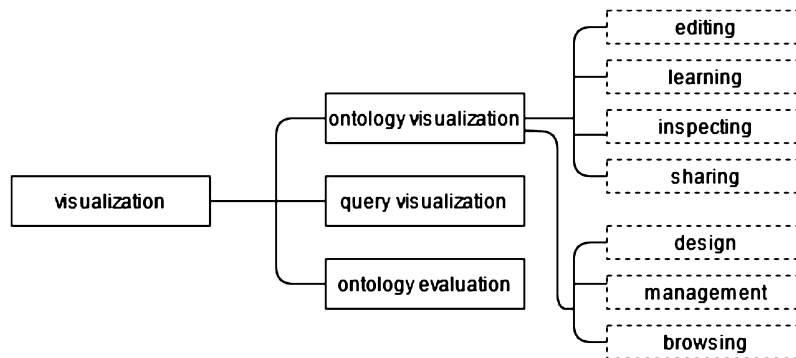 visualization
ontology visualization
query visualization
ontology evaluation
editing
learning
inspecting
sharing
design
management
browsing